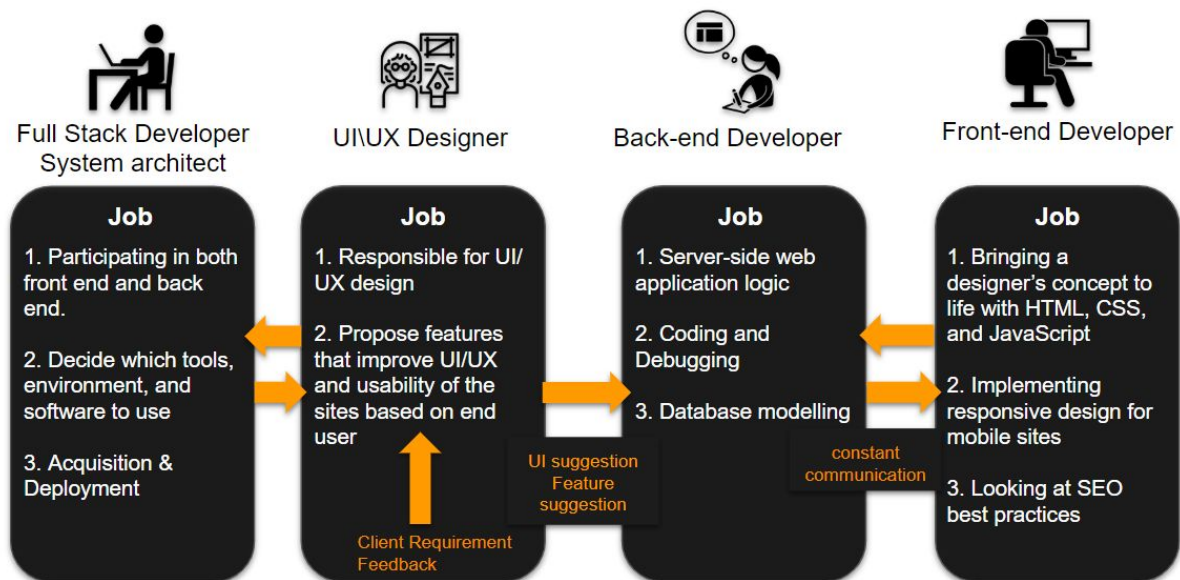 Full Stack Developer
System architect
Job
1. Participating in both
front end and back
end.
2. Decide which tools,
environment, and
software to use
3. Acquisition &
Deployment
UI\UX Designer
Job
1. Responsible for UI/
UX design
2. Propose features
that improve UI/UX
and usability of the
sites based on end
user
Client Requirement
Feedback
UI suggestion
Feature
suggestion
Back-end Developer
Job
1. Server-side web
application logic
2. Coding and
Debugging
3. Database modelling
constant
communication
Front-end Developer
Job
1. Bringing a
designer’s concept to
life with HTML, CSS,
and JavaScript
2. Implementing
responsive design for
mobile sites
3. Looking at SEO
best practices